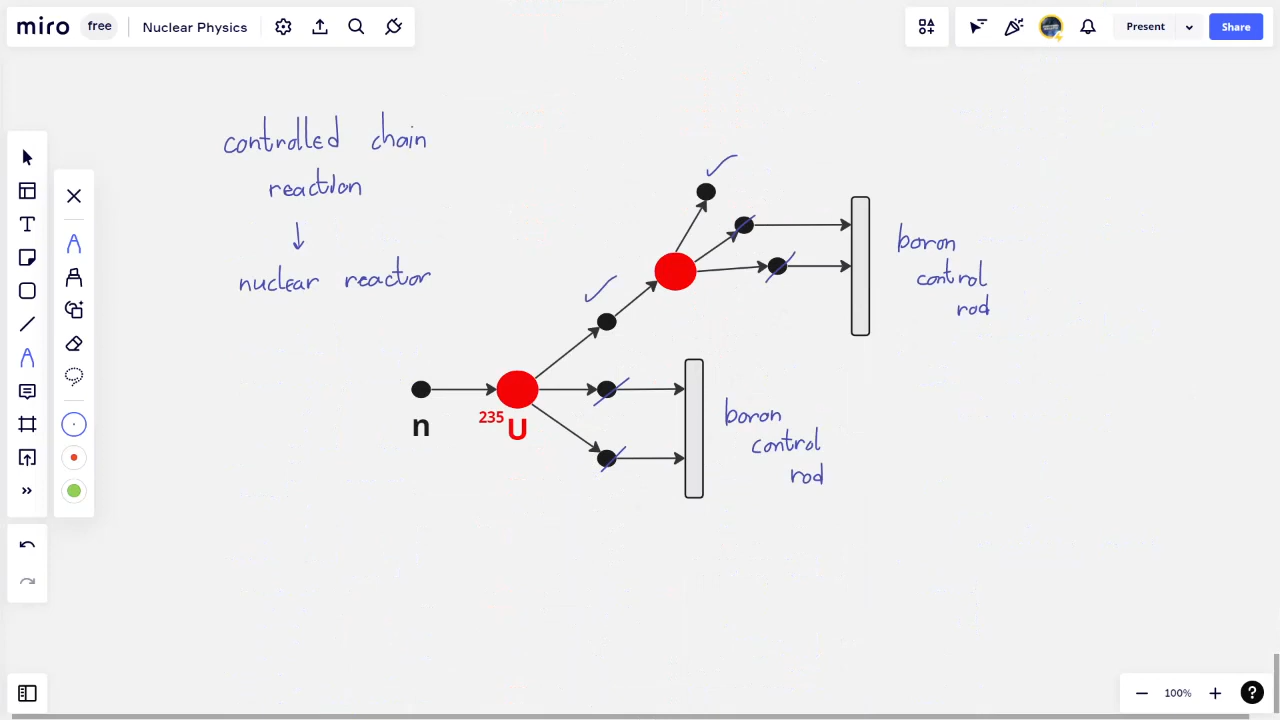 miro free Nuclear Physics
Present Share
controlled chain
reaction
nuclear reactor
boron
control
rod
n
235
U
boron
control
rod
100%